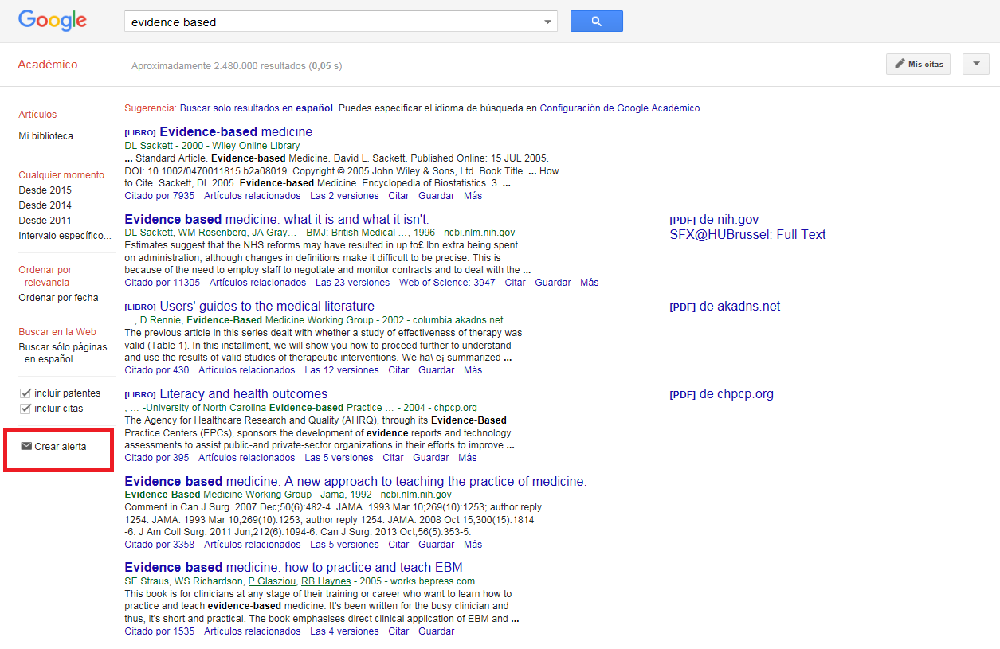 Google
evidence based
Académico
Aproximadamente 2.480.000 resultados (0,05 s)
Mis citas
Artículos
Mi biblioteca
Cualquier momento
Desde 2015
Desde 2014
Desde 2011
Intervalo específico...
Ordenar por
relevancia
Ordenar por fecha
Buscar en la Web
Buscar sólo páginas
en español
incluir patentes
incluir citas
Crear alerta
Sugerencia: Buscar solo resultados en español. Puedes especificar el idioma de búsqueda en Configuración de Google Académico..
[LIBRO] Evidence-based medicine
DL Sackett - 2000 - Wiley Online Library
... Standard Article. Evidence-based Medicine. David L. Sackett. Published Online: 15 JUL 2005.
DOI: 10.1002/0470011815.b2a08019. Copyright © 2005 John Wiley & Sons, Ltd. Book Title. ... How
to Cite. Sackett, DL 2005. Evidence-based Medicine. Encyclopedia of Biostatistics. 3. ...
Citado por 7935 Artículos relacionados Las 2 versiones Citar Guardar Más
Evidence based medicine: what it is and what it isn't.
DL Sackett, WM Rosenberg, JA Gray… - BMJ: British Medical …, 1996 - ncbi.nlm.nih.gov
Estimates suggest that the NHS reforms may have resulted in up to£ lbn extra being spent
on administration, although changes in definitions make it difficult to be precise. This is
because of the need to employ staff to negotiate and monitor contracts and to deal with the ...
Citado por 11305 Artículos relacionados Las 23 versiones Web of Science: 3947 Citar Guardar Más
[PDF] de nih.gov
SFX@HUBrussel: Full Text
[LIBRO] Users' guides to the medical literature
…, D Rennie, Evidence-Based Medicine Working Group - 2002 - columbia.akadns.net
The previous article in this series dealt with whether a study of effectiveness of therapy was
valid (Table 1). In this installment, we will show you how to proceed further to understand
and use the results of valid studies of therapeutic interventions. We ha\ e¡ summarized ...
Citado por 430 Artículos relacionados Las 12 versiones Citar Guardar Más
[PDF] de akadns.net
[LIBRO] Literacy and health outcomes
, … -University of North Carolina Evidence-based Practice … - 2004 - chpcp.org
The Agency for Healthcare Research and Quality (AHRQ), through its Evidence-Based
Practice Centers (EPCs), sponsors the development of evidence reports and technology
assessments to assist public-and private-sector organizations in their efforts to improve ...
Citado por 395 Artículos relacionados Las 5 versiones Citar Guardar Más
[PDF] de chpcp.org
Evidence-based medicine. A new approach to teaching the practice of medicine.
Evidence-Based Medicine Working Group - Jama, 1992 - ncbi.nlm.nih.gov
Comment in Can J Surg. 2007 Dec;50(6):482-4. JAMA. 1993 Mar 10;269(10):1253; author reply
1254. JAMA. 1993 Mar 10;269(10):1253; author reply 1254. JAMA. 2008 Oct 15;300(15):1814
-6. J Am Coll Surg. 2011 Jun;212(6):1094-6. Can J Surg. 2013 Oct;56(5):353-5.
Citado por 3358 Artículos relacionados Las 5 versiones Citar Guardar Más
Evidence-based medicine: how to practice and teach EBM
SE Straus, WS Richardson, P Glasziou, RB Haynes - 2005 - works.bepress.com
This book is for clinicians at any stage of their training or career who want to learn how to
practice and teach evidence-based medicine. It's been written for the busy clinician and
thus, it's short and practical. The book emphasises direct clinical application of EBM and ...
Citado por 1535 Artículos relacionados Las 4 versiones Citar Guardar